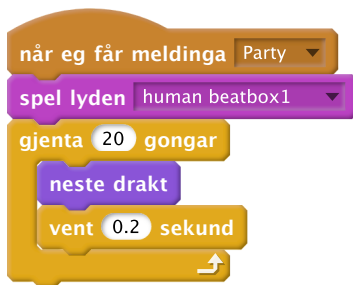 når eg får meldinga Party
spel lyden human beatbox1
gjenta 20 gongar
neste drakt
vent 0.2 sekund